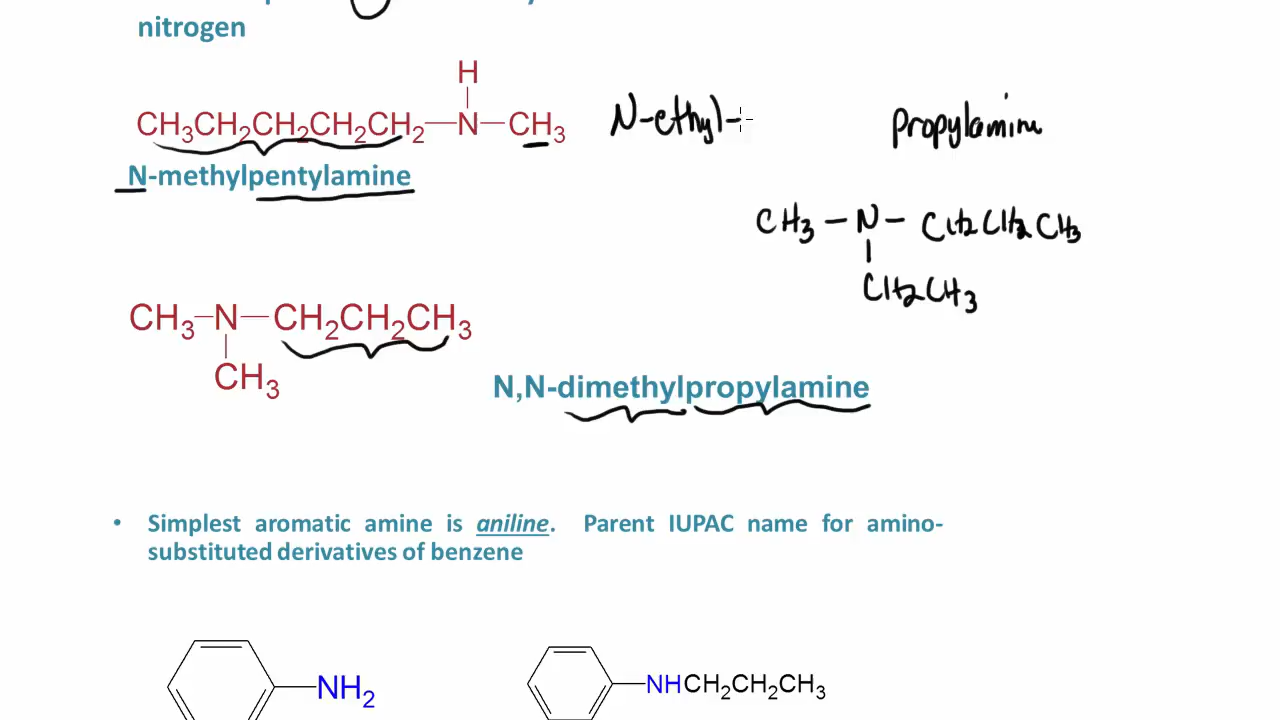 nitrogen
H
CH3CH2CH2CH2CH2—N—CH3
N-ethyl-
propylamine
N-methylpentylamine
CH3—N—CH2CH2CH3
CH2CH3
CH3—N—CH2CH2CH3
CH3
N,N-dimethylpropylamine
• Simplest aromatic amine is aniline. Parent IUPAC name for amino-
substituted derivatives of benzene
NH2
NHCH2CH2CH3